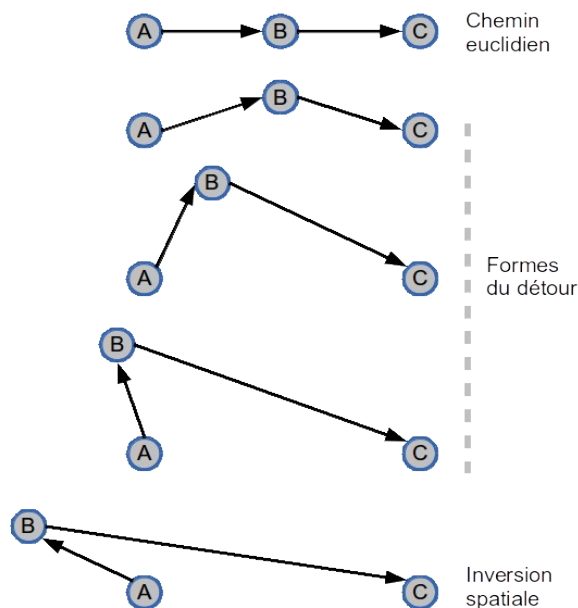 A B C Chemin
euclidien
B
A C
B
A C
Formes
du détour
B
A C
B
A C Inversion
spatiale